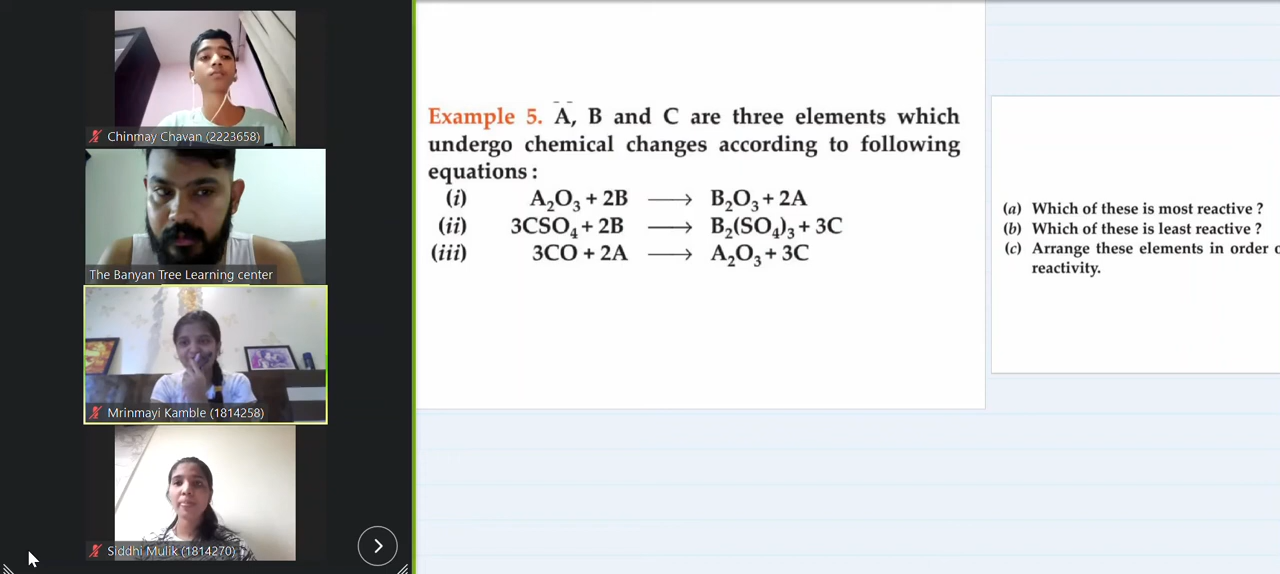 Chinmay Chavan (2223658)
The Banyan Tree Learning center
Mrinmayi Kamble (1814258)
Siddhi Mulik (1814270)
Example 5. A, B and C are three elements which
undergo chemical changes according to following
equations :
(i) A₂O₃ + 2B ⟶ B₂O₃ + 2A
(ii) 3CSO₄ + 2B ⟶ B₂(SO₄)₃ + 3C
(iii) 3CO + 2A ⟶ A₂O₃ + 3C
(a) Which of these is most reactive ?
(b) Which of these is least reactive ?
(c) Arrange these elements in order
reactivity.